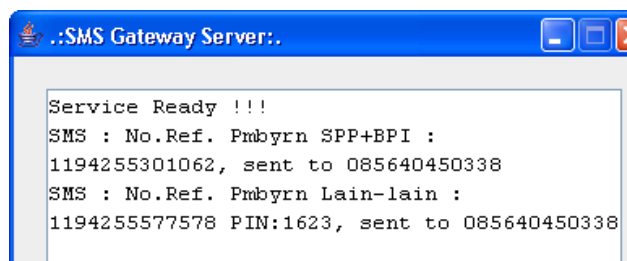 .:SMS Gateway Server:.
Service Ready !!!
SMS : No.Ref. Pmbyrn SPP+BPI :
1194255301062, sent to 085640450338
SMS : No.Ref. Pmbyrn Lain-lain :
1194255577578 PIN:1623, sent to 085640450338